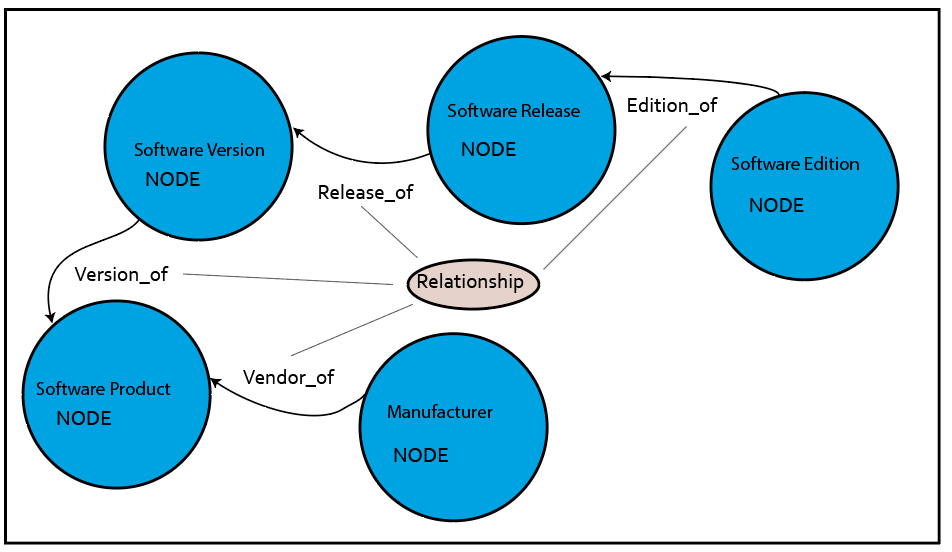 Software Version
NODE
Software Release
NODE
Edition_of
Software Edition
NODE
Release_of
Version_of
Relationship
Software Product
NODE
Vendor_of
Manufacturer
NODE